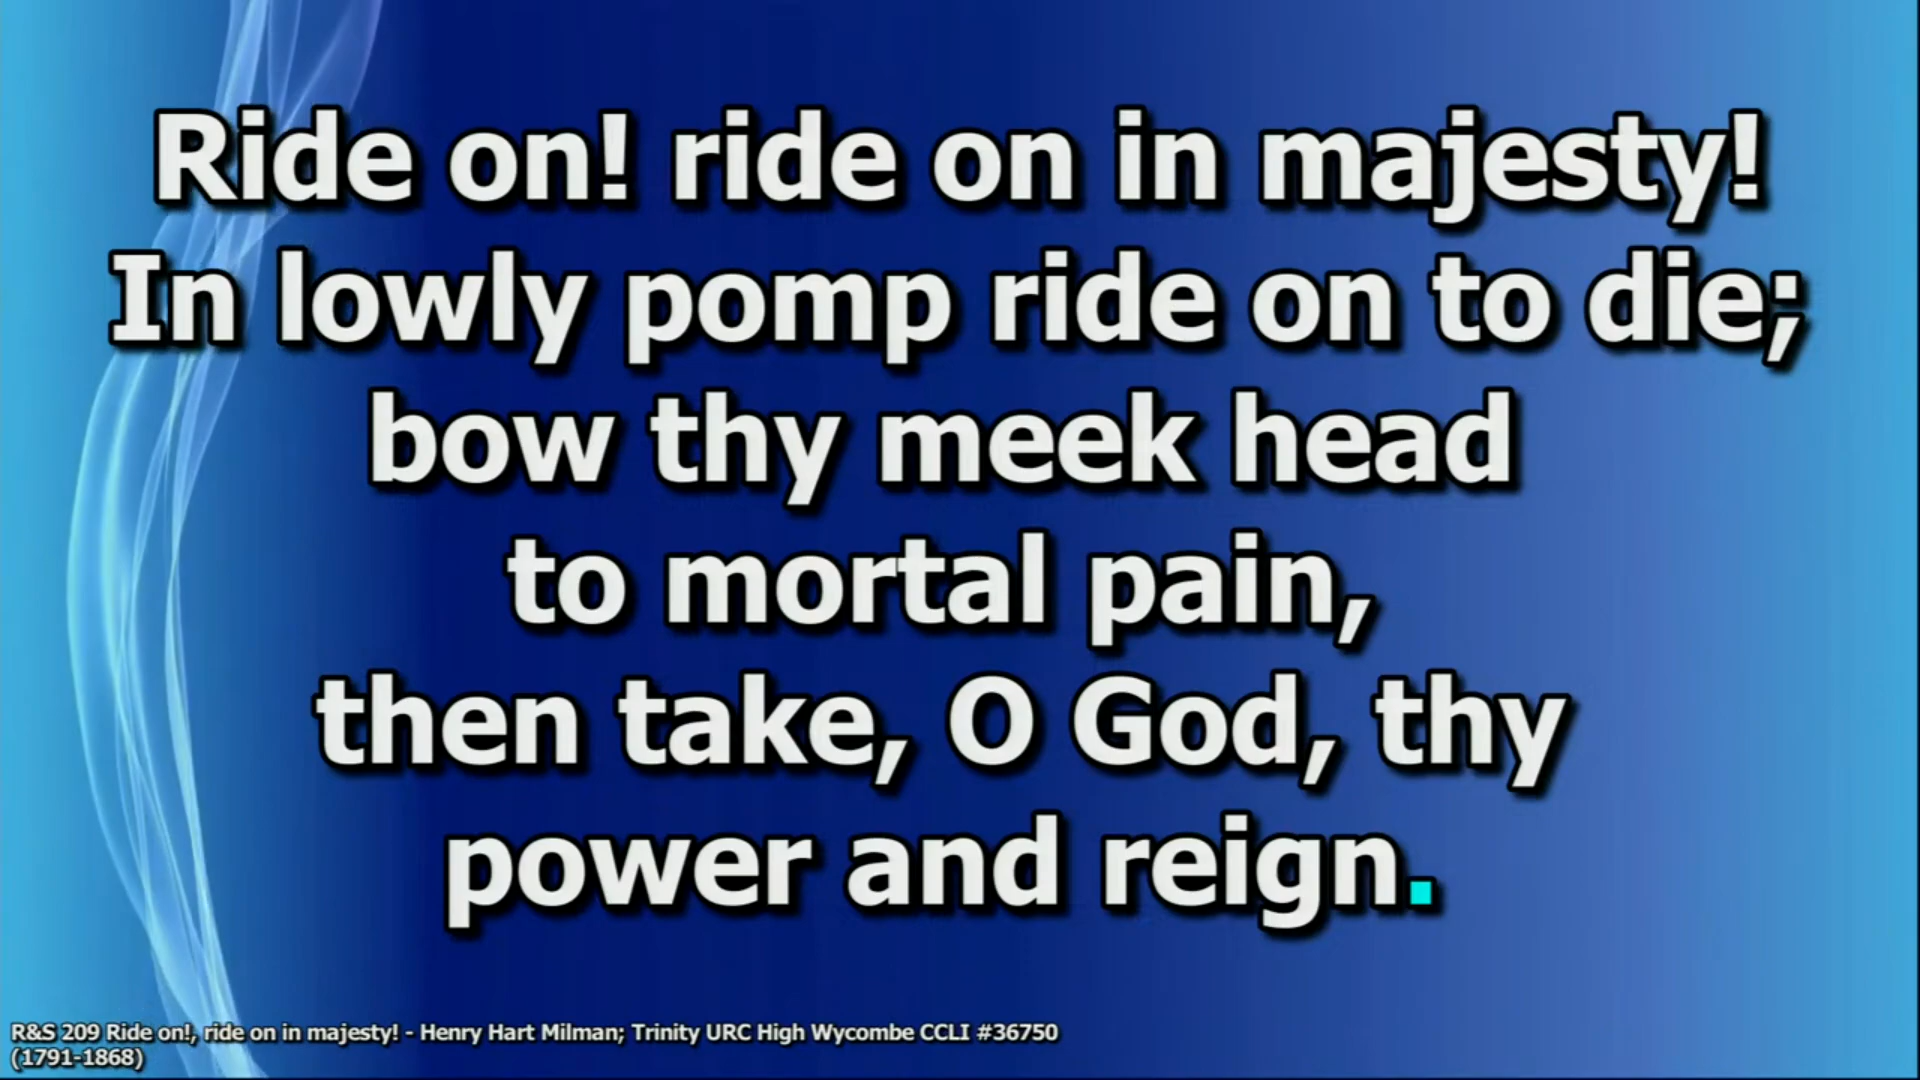 Ride on! ride on in majesty!
In lowly pomp ride on to die;
bow thy meek head
to mortal pain,
then take, O God, thy
power and reign.
R&S 209 Ride on!, ride on in majesty! - Henry Hart Milman; Trinity URC High Wycombe CCLI #36750
(1791-1868)